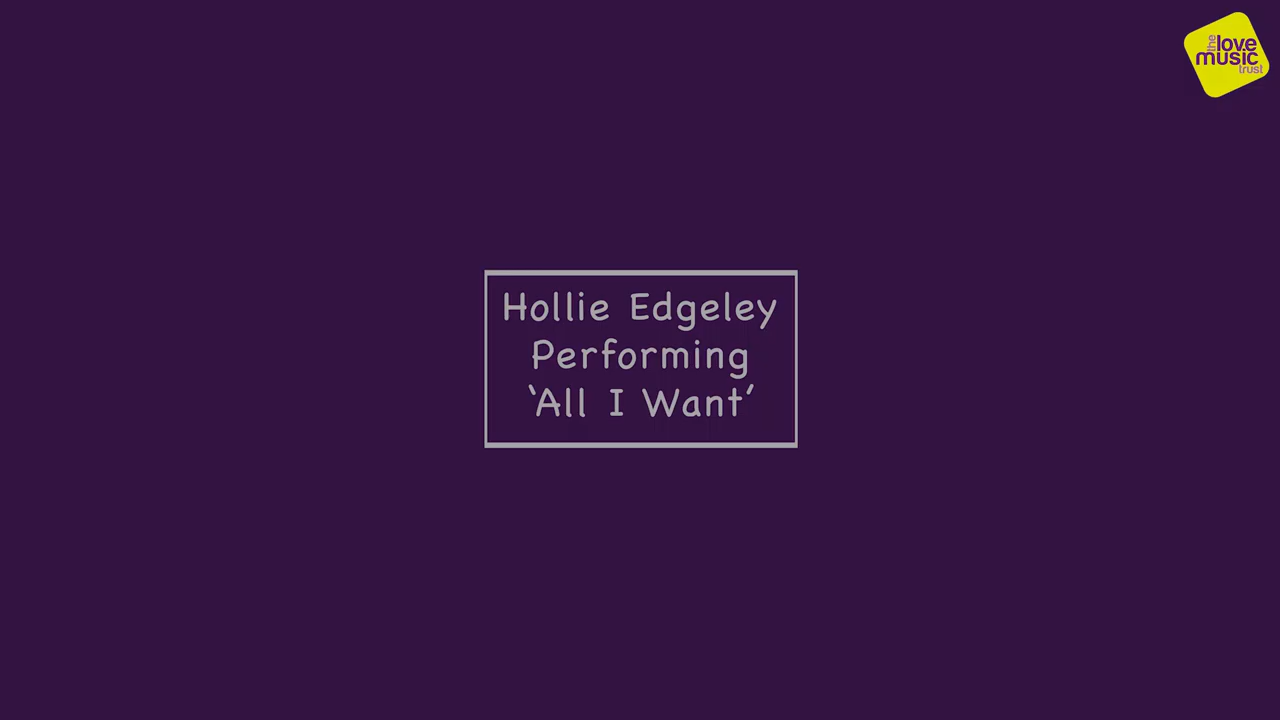 the love
music
trust
Hollie Edgeley
Performing
‘All I Want’